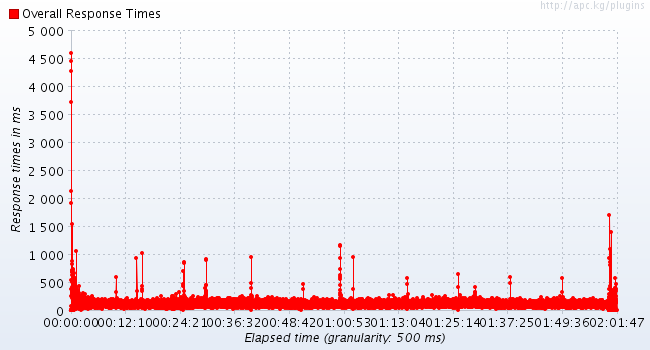 http://apc.kg/plugins
Overall Response Times
5 000
4 500
4 000
3 500
3 000
2 500
2 000
1 500
1 000
500
0
Response times in ms
00:00:00 00:12:10 00:24:21 00:36:32 00:48:42 01:00:53 01:13:04 01:25:14 01:37:25 01:49:36 02:01:47
Elapsed time (granularity: 500 ms)